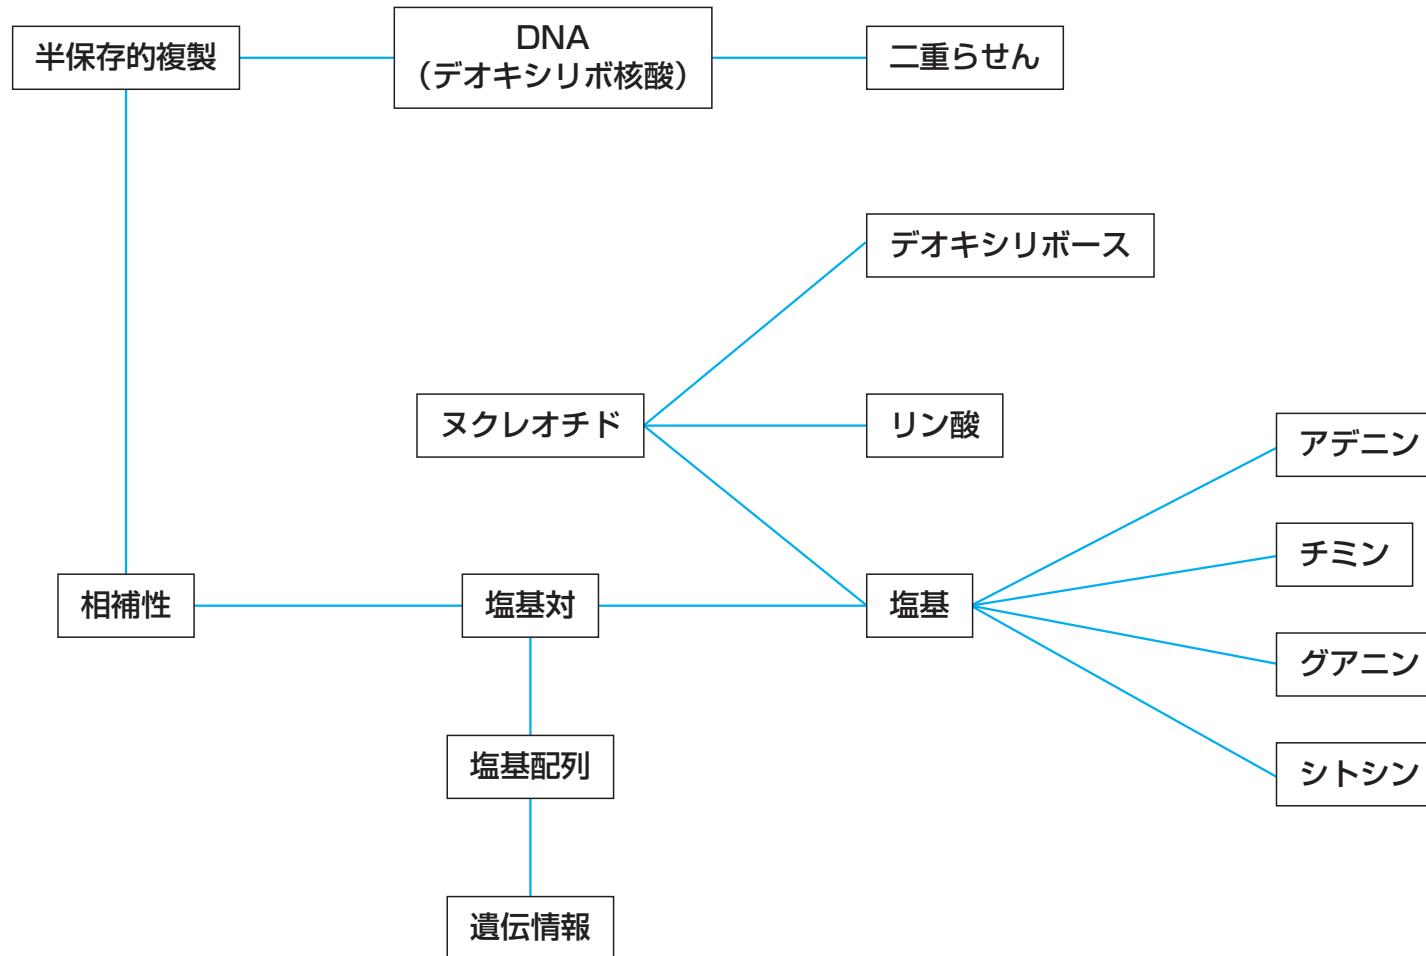 半保存的複製
DNA
（デオキシリボ核酸）
二重らせん
デオキシリボース
ヌクレオチド
リン酸
アデニン
チミン
相補性
塩基対
塩基
グアニン
塩基配列
シトシン
遺伝情報